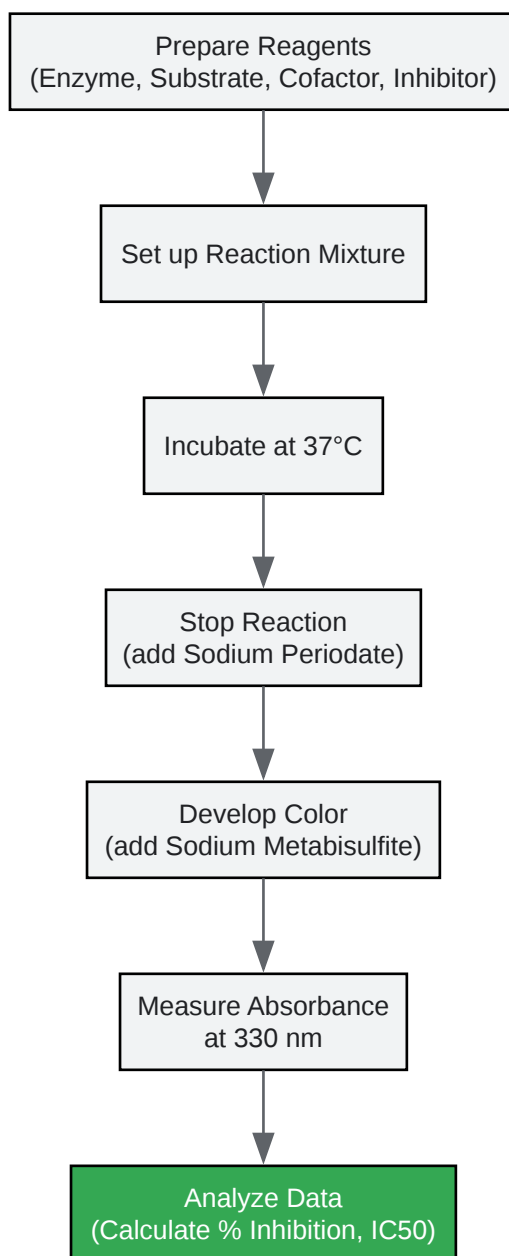 Prepare Reagents
(Enzyme, Substrate, Cofactor, Inhibitor)
Set up Reaction Mixture
Incubate at 37°C
Stop Reaction
(add Sodium Periodate)
Develop Color
(add Sodium Metabisulfite)
Measure Absorbance
at 330 nm
Analyze Data
(Calculate % Inhibition, IC50)